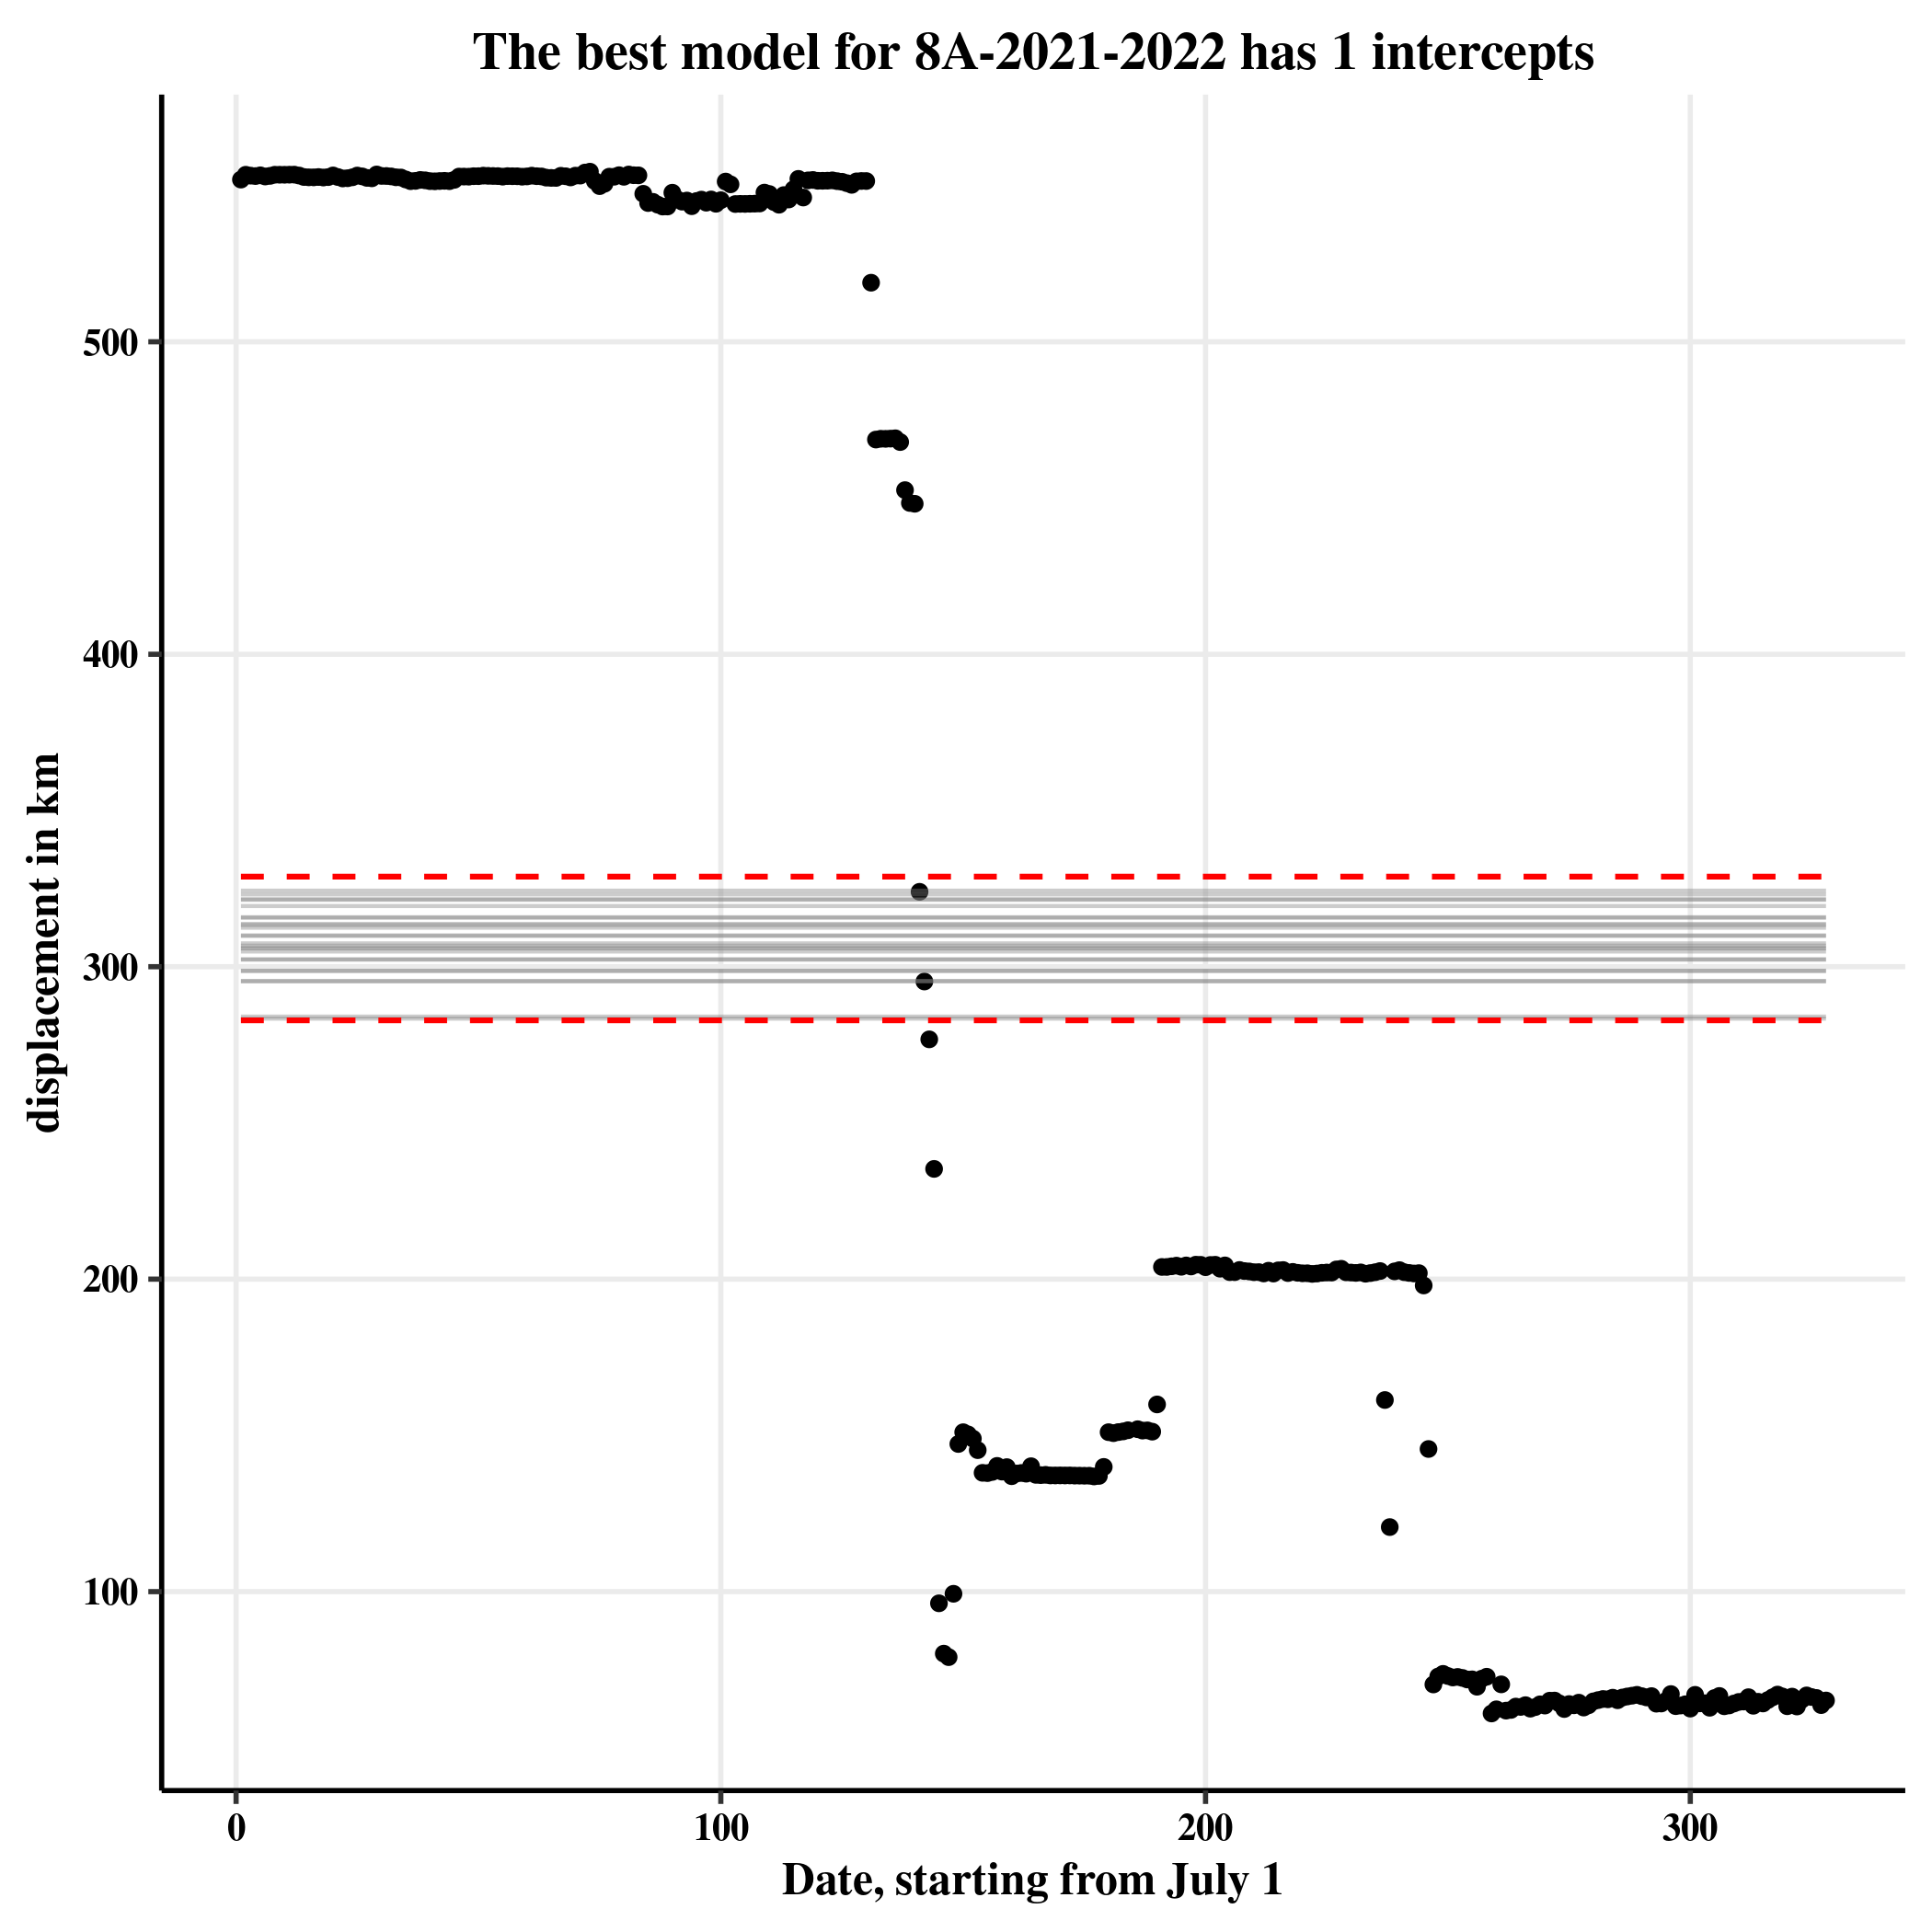 The best model for 8A-2021-2022 has 1 intercepts
displacement in km
500
400
300
200
100
0 100 200 300
Date, starting from July 1